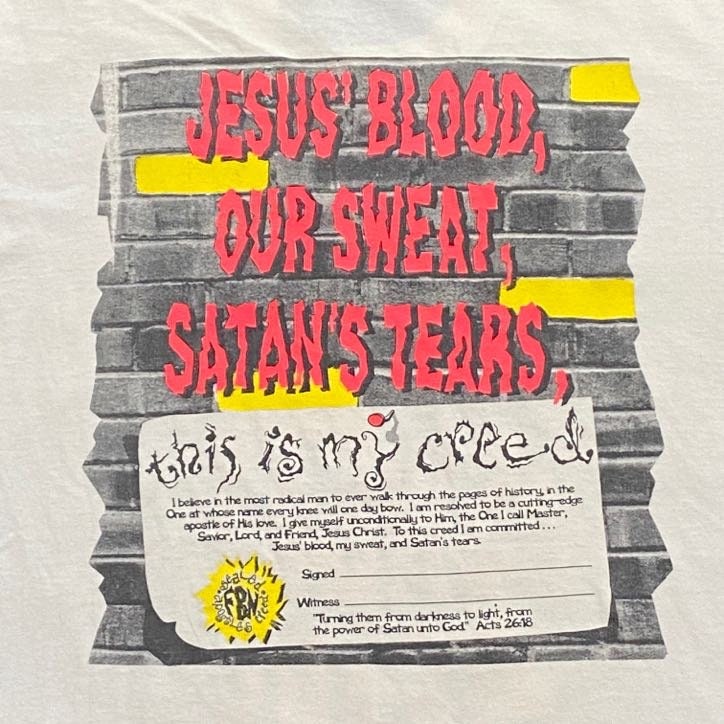 JESUS' BLOOD,
OUR SWEAT,
SATAN'S TEARS,
this is my creed
I believe in the most radical man to ever walk through the pages of history, in the
One at whose name every knee will one day bow. I am resolved to be a cutting-edge
apostle of His love. I give myself unconditionally to Him, the One I call Master,
Savior, Lord, and Friend, Jesus Christ. To this creed I am committed . . .
Jesus' blood, my sweat, and Satan's tears.
Signed
Witness
FBN
"Turning them from darkness to light, from
the power of Satan unto God." Acts 26:18